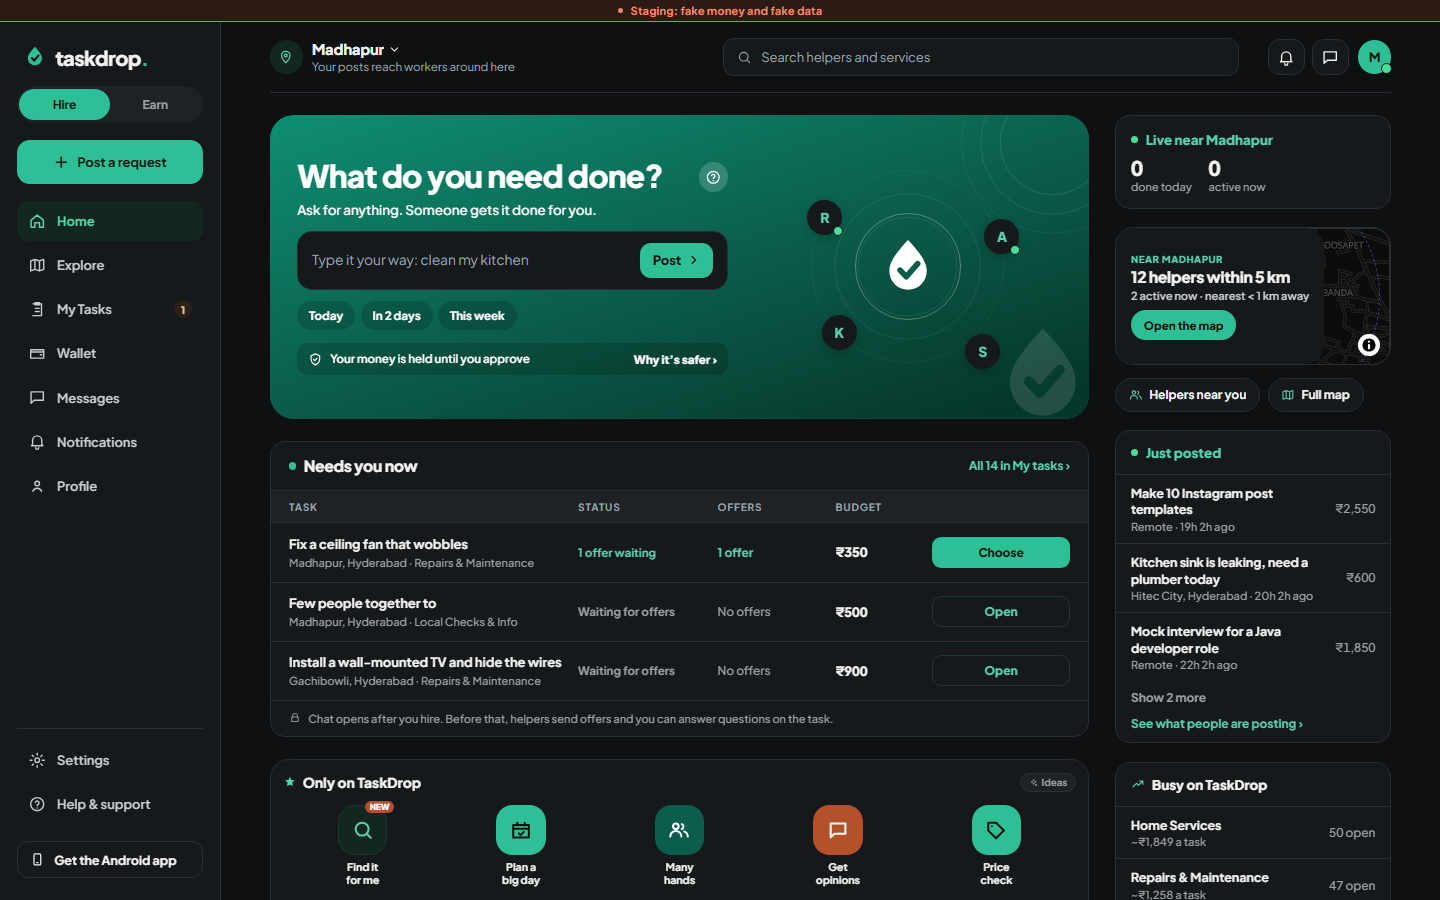 Staging: fake money and fake data
taskdrop.
Hire
Earn
Post a request
Home
Explore
My Tasks
1
Wallet
Messages
Notifications
Profile
Settings
Help & support
Get the Android app
Madhapur
Your posts reach workers around here
Search helpers and services
M
What do you need done?
Ask for anything. Someone gets it done for you.
Type it your way: clean my kitchen
Post
Today
In 2 days
This week
Your money is held until you approve
Why it's safer ›
R
A
K
S
Needs you now
All 14 in My tasks ›
TASK
STATUS
OFFERS
BUDGET
Fix a ceiling fan that wobbles
Madhapur, Hyderabad · Repairs & Maintenance
1 offer waiting
1 offer
₹350
Choose
Few people together to
Madhapur, Hyderabad · Local Checks & Info
Waiting for offers
No offers
₹500
Open
Install a wall-mounted TV and hide the wires
Gachibowli, Hyderabad · Repairs & Maintenance
Waiting for offers
No offers
₹900
Open
Chat opens after you hire. Before that, helpers send offers and you can answer questions on the task.
Only on TaskDrop
Ideas
NEW
Find it
for me
Plan a
big day
Many
hands
Get
opinions
Price
check
Live near Madhapur
0
done today
0
active now
NEAR MADHAPUR
12 helpers within 5 km
2 active now · nearest < 1 km away
Open the map
OOSAPET
BANDA
Helpers near you
Full map
Just posted
Make 10 Instagram post
templates
Remote · 19h 2h ago
₹2,550
Kitchen sink is leaking, need a
plumber today
Hitec City, Hyderabad · 20h 2h ago
₹600
Mock interview for a Java
developer role
Remote · 22h 2h ago
₹1,850
Show 2 more
See what people are posting ›
Busy on TaskDrop
Home Services
~₹1,849 a task
50 open
Repairs & Maintenance
~₹1,258 a task
47 open